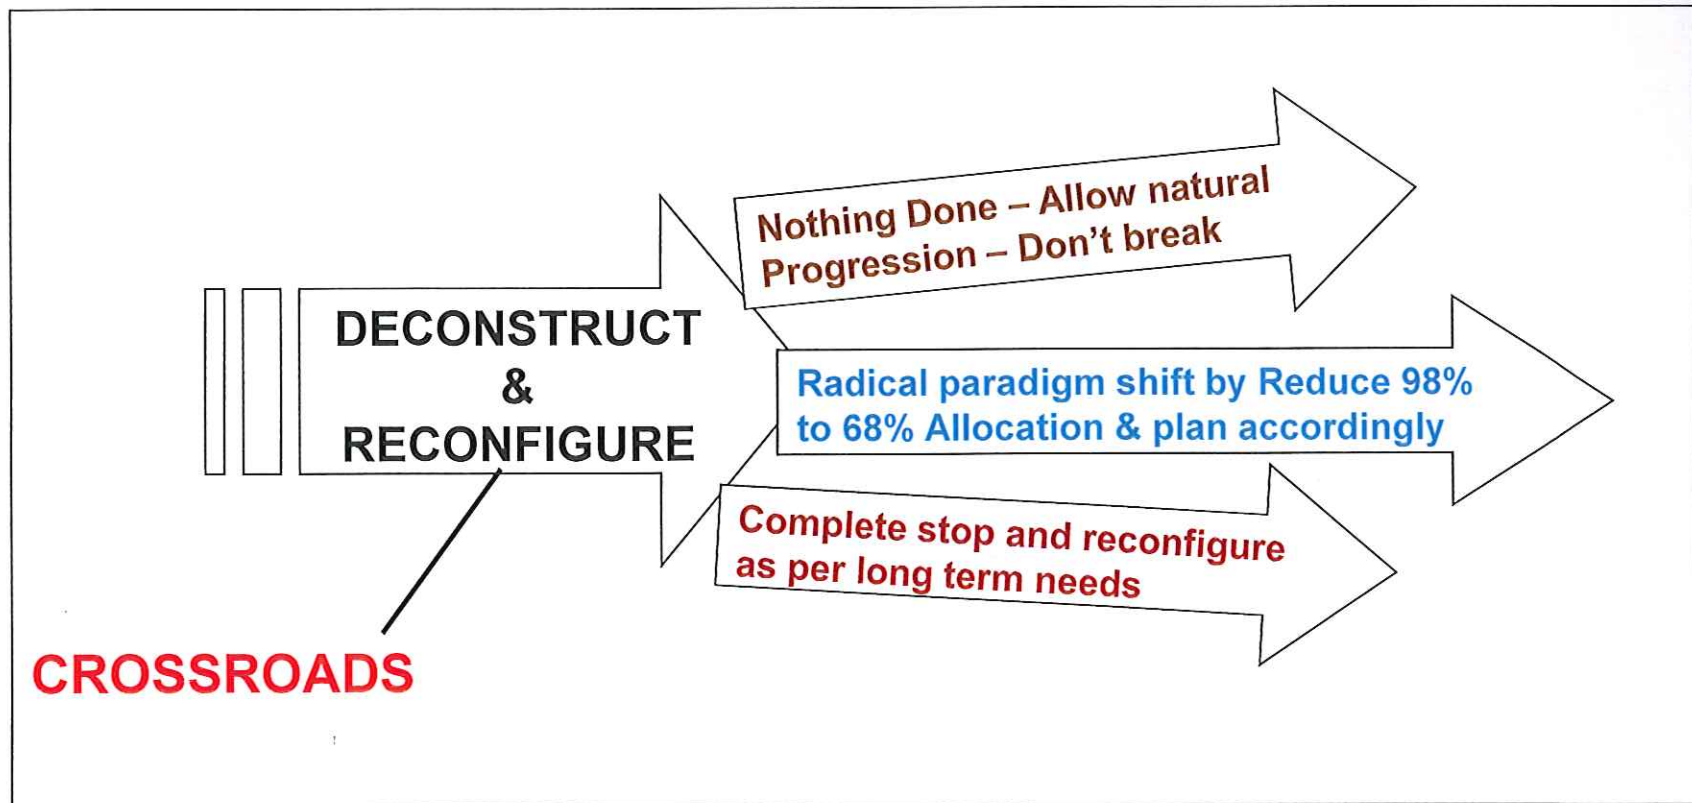 DECONSTRUCT
&
RECONFIGURE
Nothing Done – Allow natural
Progression – Don't break
Radical paradigm shift by Reduce 98%
to 68% Allocation & plan accordingly
Complete stop and reconfigure
as per long term needs
CROSSROADS